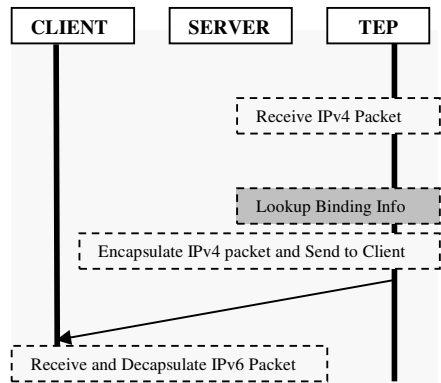 CLIENT SERVER TEP
Receive IPv4 Packet
Lookup Binding Info
Encapsulate IPv4 packet and Send to Client
Receive and Decapsulate IPv6 Packet